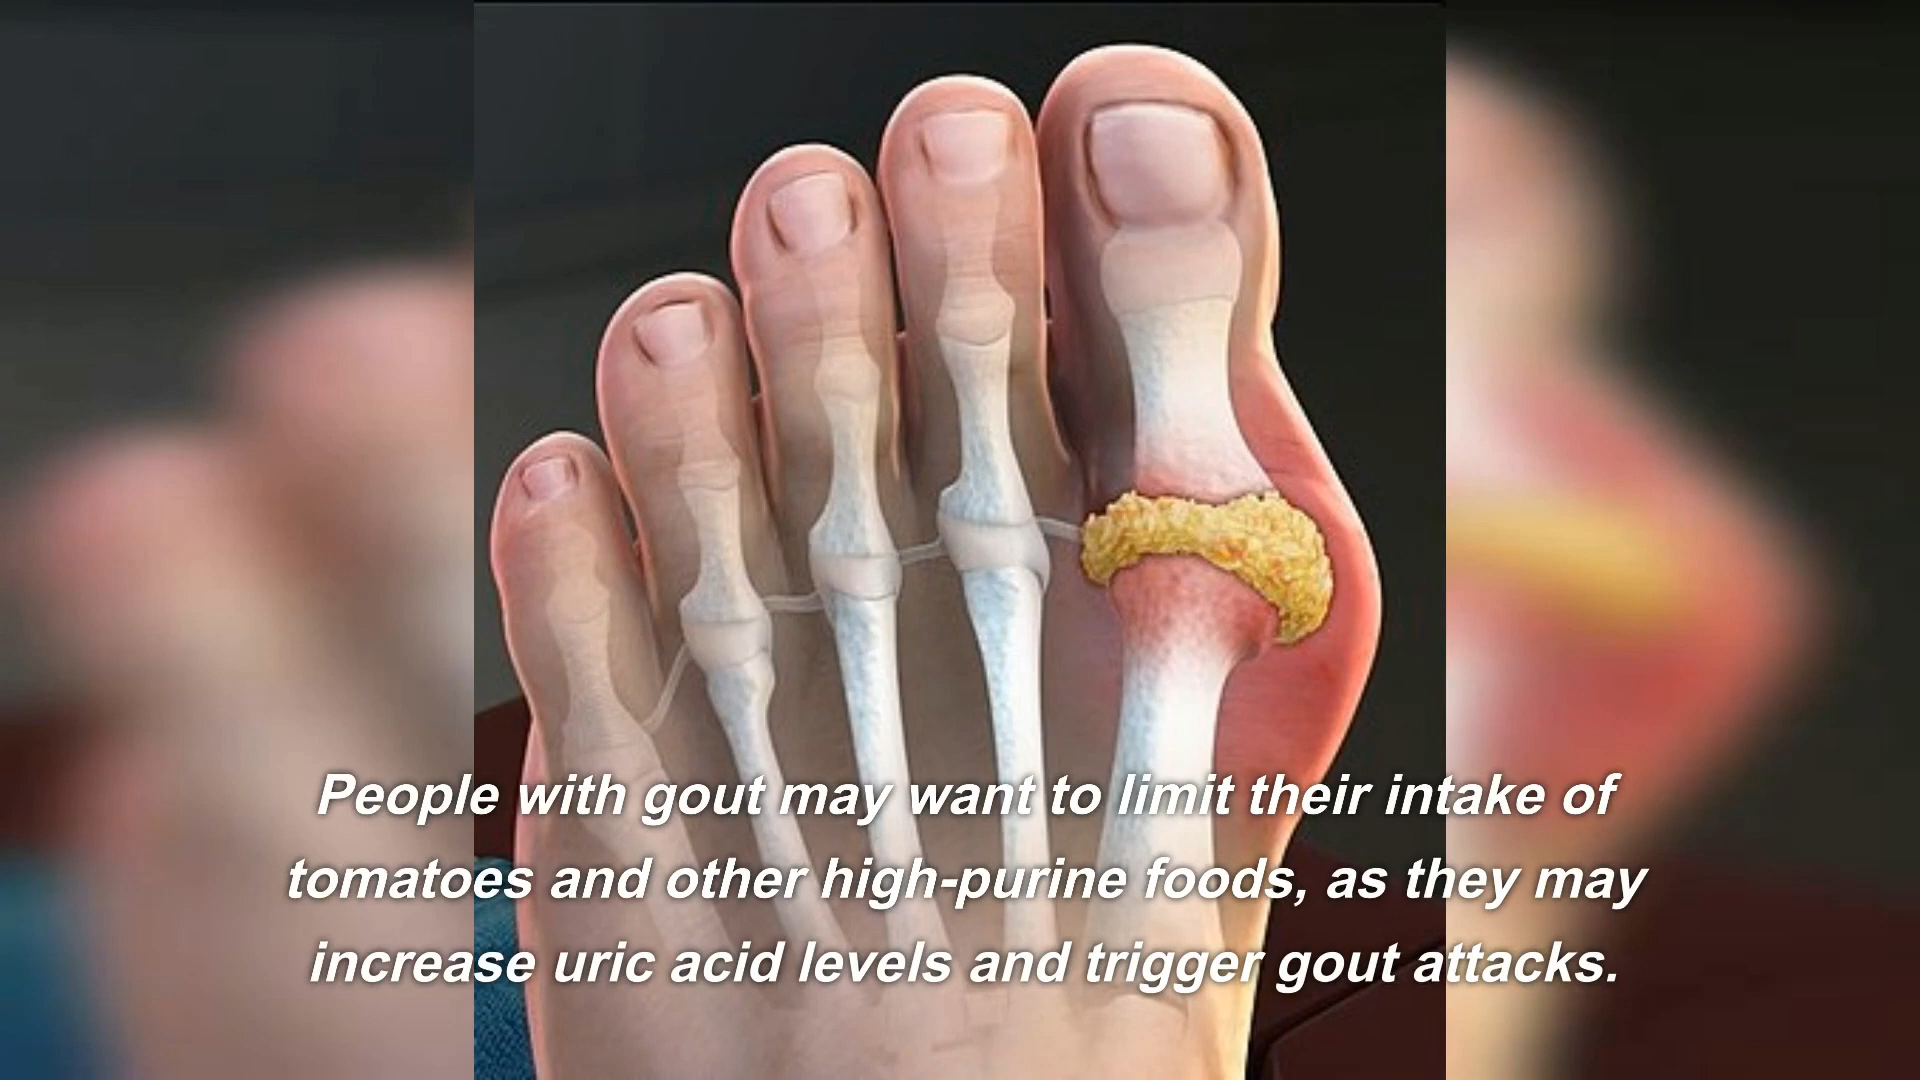 People with gout may want to limit their intake of
tomatoes and other high-purine foods, as they may
increase uric acid levels and trigger gout attacks.